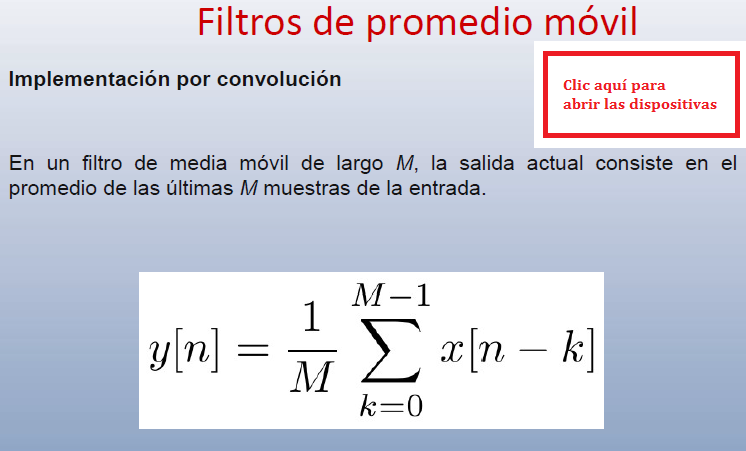 Filtros de promedio móvil
Implementación por convolución
Clic aquí para
abrir las dispositivas
En un filtro de media móvil de largo M, la salida actual consiste en el
promedio de las últimas M muestras de la entrada.
y[n] = \frac{1}{M} \sum_{k=0}^{M-1} x[n − k]